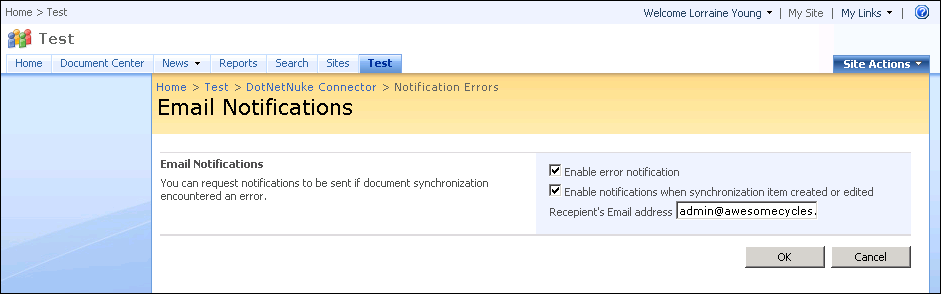 Home > Test
Welcome Lorraine Young | My Site | My Links |
Test
Home Document Center News Reports Search Sites Test Site Actions
Home > Test > DotNetNuke Connector > Notification Errors
Email Notifications
Email Notifications
You can request notifications to be sent if document synchronization
encountered an error.
Enable error notification
Enable notifications when synchronization item created or edited
Recepient's Email address admin@awesomecycles.
OK Cancel